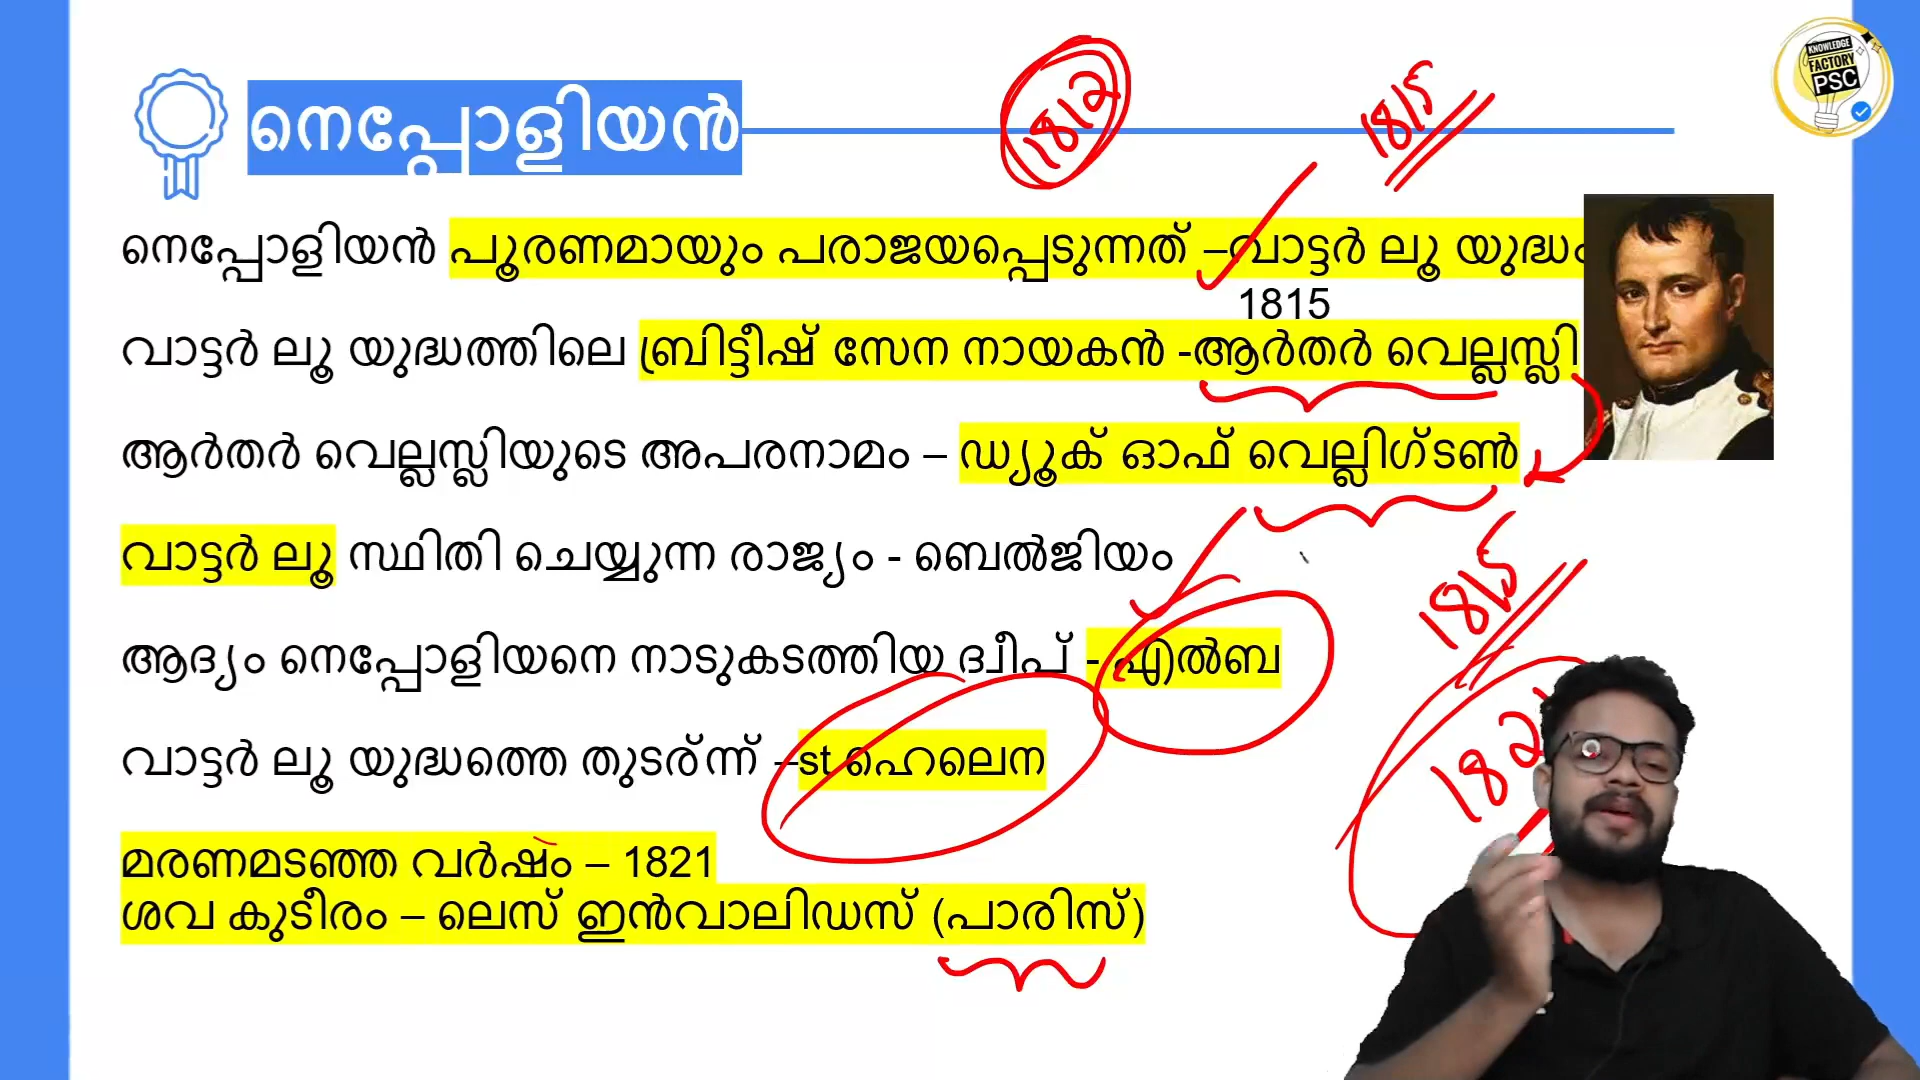 KNOWLEDGE
FACTORY
PSC
നെപ്പോളിയൻ
1812
1815
നെപ്പോളിയൻ പൂരണമായും പരാജയപ്പെടുന്നത് –വാട്ടർ ലൂ യുദ്ധം
1815
വാട്ടർ ലൂ യുദ്ധത്തിലെ ബ്രിട്ടീഷ് സേന നായകൻ -ആർതർ വെല്ലസ്ലി
ആർതർ വെല്ലസ്ലിയുടെ അപരനാമം – ഡ്യൂക് ഓഫ് വെല്ലിഗ്ടൺ
വാട്ടർ ലൂ സ്ഥിതി ചെയ്യുന്ന രാജ്യം - ബെൽജിയം
1815
ആദ്യം നെപ്പോളിയനെ നാടുകടത്തിയ ദ്വീപ് - എൽബ
വാട്ടർ ലൂ യുദ്ധത്തെ തുടര്ന്ന് –st ഹെലെന
182
മരണമടഞ്ഞ വർഷം – 1821
ശവ കുടീരം – ലെസ് ഇൻവാലിഡസ് (പാരിസ്)